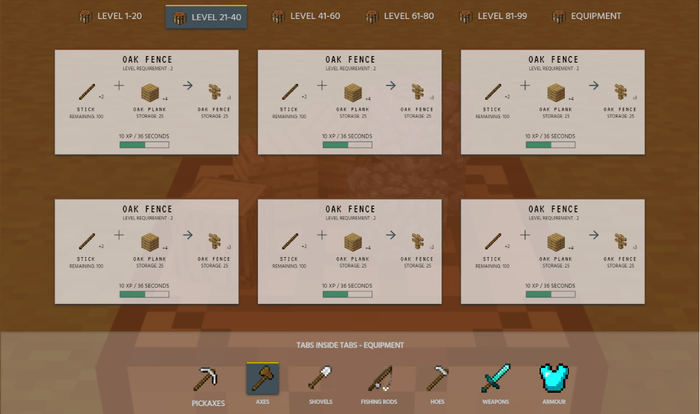 LEVEL 1-20 LEVEL 21-40 LEVEL 41-60 LEVEL 61-80 LEVEL 81-99 EQUIPMENT
OAK FENCE OAK FENCE OAK FENCE
LEVEL REQUIREMENT : 2 LEVEL REQUIREMENT : 2 LEVEL REQUIREMENT : 2
+2 +4 +2 +4 +2 +4
STICK OAK PLANK OAK FENCE STICK OAK PLANK OAK FENCE STICK OAK PLANK OAK FENCE
REMAINING: 100 STORAGE: 25 STORAGE: 25 REMAINING: 100 STORAGE: 25 STORAGE: 25 REMAINING: 100 STORAGE: 25 STORAGE: 25
10 XP / 36 SECONDS 10 XP / 36 SECONDS 10 XP / 36 SECONDS
OAK FENCE OAK FENCE OAK FENCE
LEVEL REQUIREMENT : 2 LEVEL REQUIREMENT : 2 LEVEL REQUIREMENT : 2
+2 +4 +2 +4 +2 +4
STICK OAK PLANK OAK FENCE STICK OAK PLANK OAK FENCE STICK OAK PLANK OAK FENCE
REMAINING: 100 STORAGE: 25 STORAGE: 25 REMAINING: 100 STORAGE: 25 STORAGE: 25 REMAINING: 100 STORAGE: 25 STORAGE: 25
10 XP / 36 SECONDS 10 XP / 36 SECONDS 10 XP / 36 SECONDS
TABS INSIDE TABS - EQUIPMENT
PICKAXES AXES SHOVELS FISHING RODS HOES WEAPONS ARMOUR